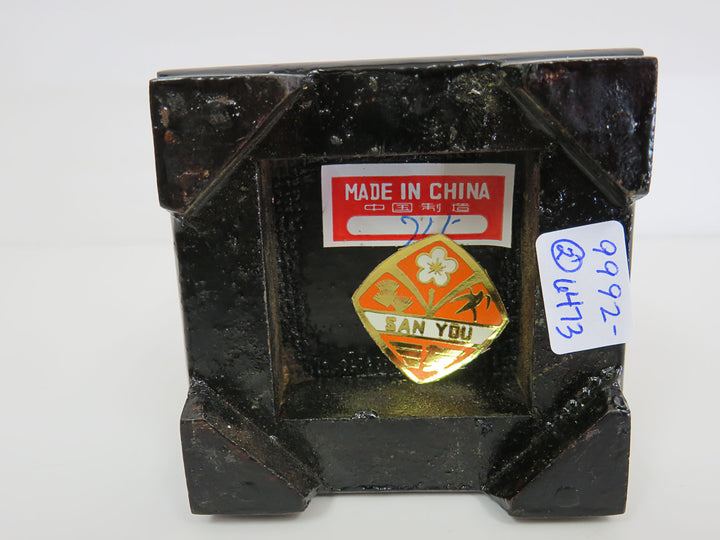 MADE IN CHINA
中国制造
SAN YOU
9992-
② 6473